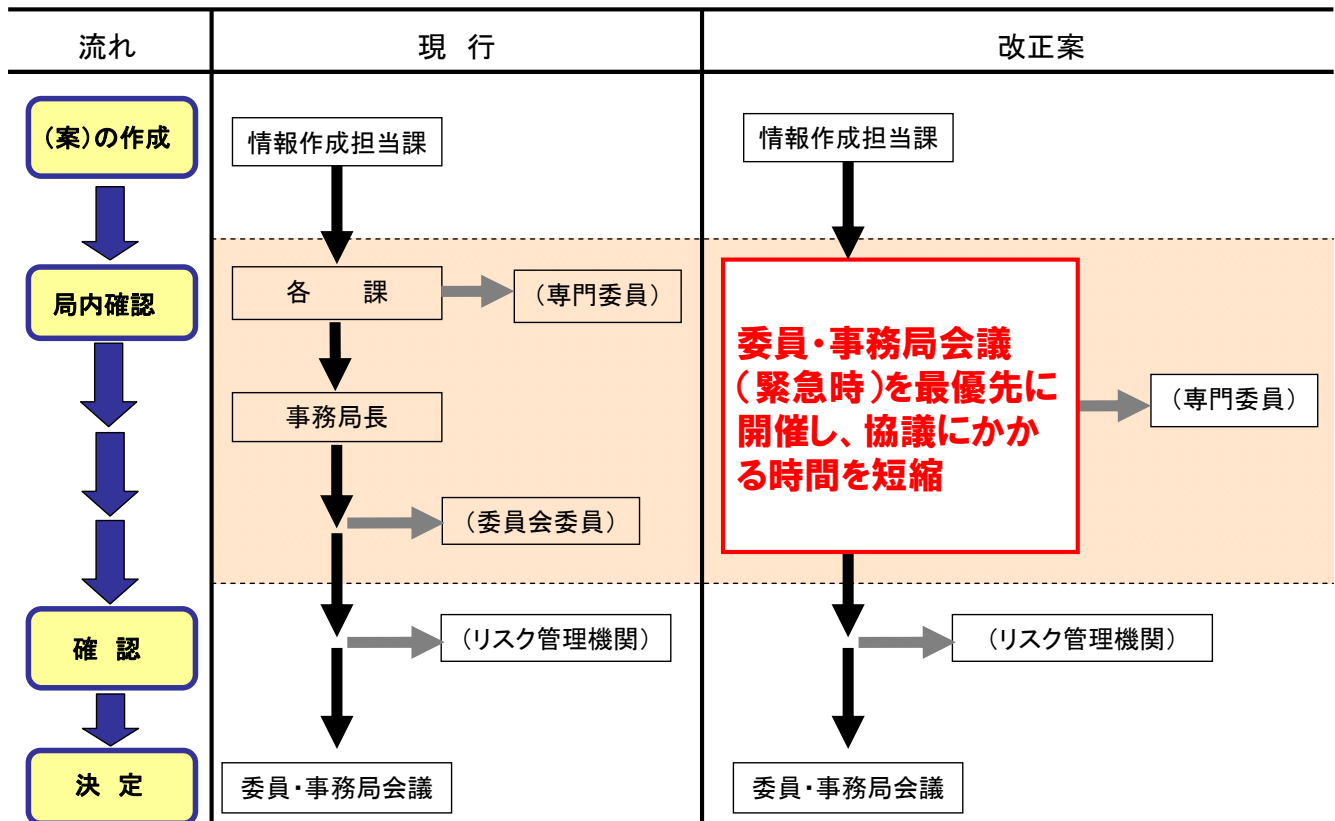 流れ
現 行
改正案
(案)の作成
情報作成担当課
情報作成担当課
局内確認
各 課
(専門委員)
事務局長
(委員会委員)
委員・事務局会議
(緊急時)を最優先に
開催し、協議にかか
る時間を短縮
(専門委員)
確 認
(リスク管理機関)
(リスク管理機関)
決 定
委員・事務局会議
委員・事務局会議